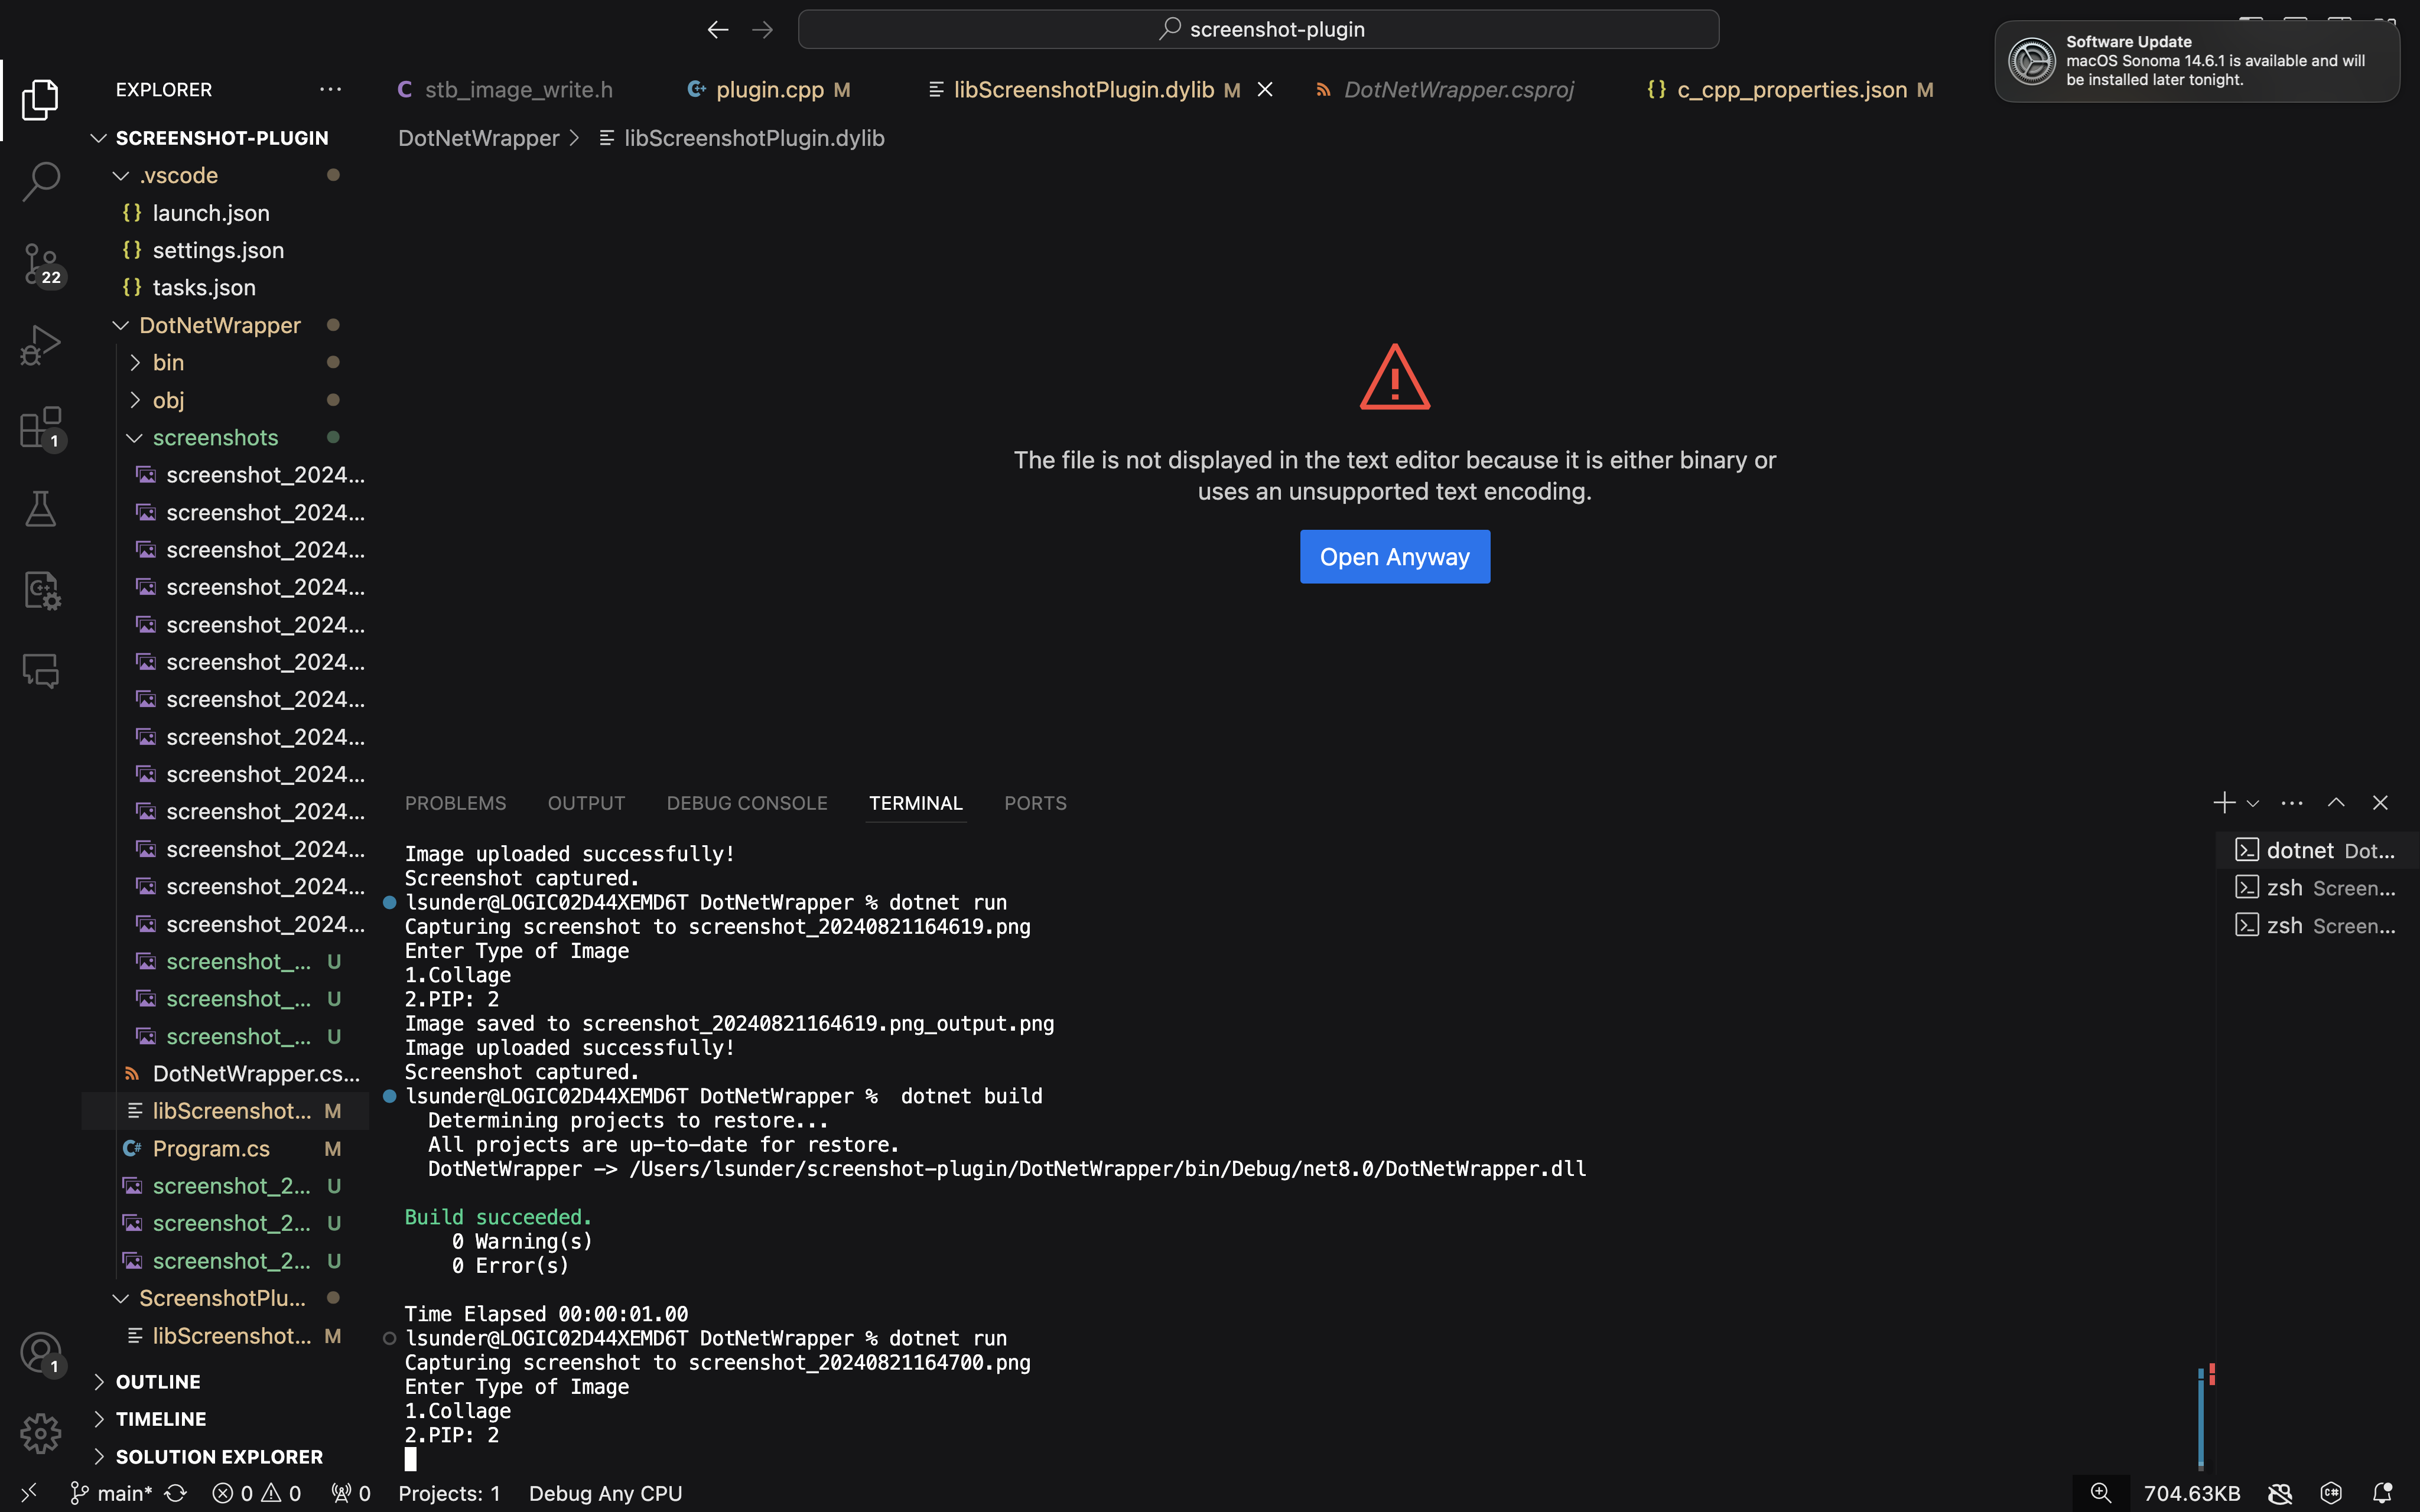 screenshot-plugin
Software Update
macOS Sonoma 14.6.1 is available and will
be installed later tonight.
EXPLORER
stb_image_write.h
plugin.cpp M
libScreenshotPlugin.dylib M
DotNetWrapper.csproj
{} c_cpp_properties.json M
SCREENSHOT-PLUGIN
DotNetWrapper > libScreenshotPlugin.dylib
.vscode
{} launch.json
{} settings.json
22
{} tasks.json
DotNetWrapper
bin
obj
1
screenshots
screenshot_2024...
screenshot_2024...
screenshot_2024...
screenshot_2024...
screenshot_2024...
screenshot_2024...
screenshot_2024...
screenshot_2024...
screenshot_2024...
screenshot_2024...
screenshot_2024...
screenshot_2024...
screenshot_2024...
screenshot_... U
screenshot_... U
screenshot_... U
DotNetWrapper.cs...
libScreenshot... M
C# Program.cs M
screenshot_2... U
screenshot_2... U
screenshot_2... U
ScreenshotPlu...
libScreenshot... M
1
OUTLINE
TIMELINE
SOLUTION EXPLORER
The file is not displayed in the text editor because it is either binary or
uses an unsupported text encoding.
Open Anyway
PROBLEMS OUTPUT DEBUG CONSOLE TERMINAL PORTS
Image uploaded successfully!
Screenshot captured.
lsunder@LOGIC02D44XEMD6T DotNetWrapper % dotnet run
Capturing screenshot to screenshot_20240821164619.png
Enter Type of Image
1.Collage
2.PIP: 2
Image saved to screenshot_20240821164619.png_output.png
Image uploaded successfully!
Screenshot captured.
lsunder@LOGIC02D44XEMD6T DotNetWrapper %  dotnet build
Determining projects to restore...
All projects are up-to-date for restore.
DotNetWrapper -> /Users/lsunder/screenshot-plugin/DotNetWrapper/bin/Debug/net8.0/DotNetWrapper.dll
Build succeeded.
0 Warning(s)
0 Error(s)
Time Elapsed 00:00:01.00
lsunder@LOGIC02D44XEMD6T DotNetWrapper % dotnet run
Capturing screenshot to screenshot_20240821164700.png
Enter Type of Image
1.Collage
2.PIP: 2
dotnet Dot...
zsh Screen...
zsh Screen...
main* 0 0 0 Projects: 1 Debug Any CPU 704.63KB